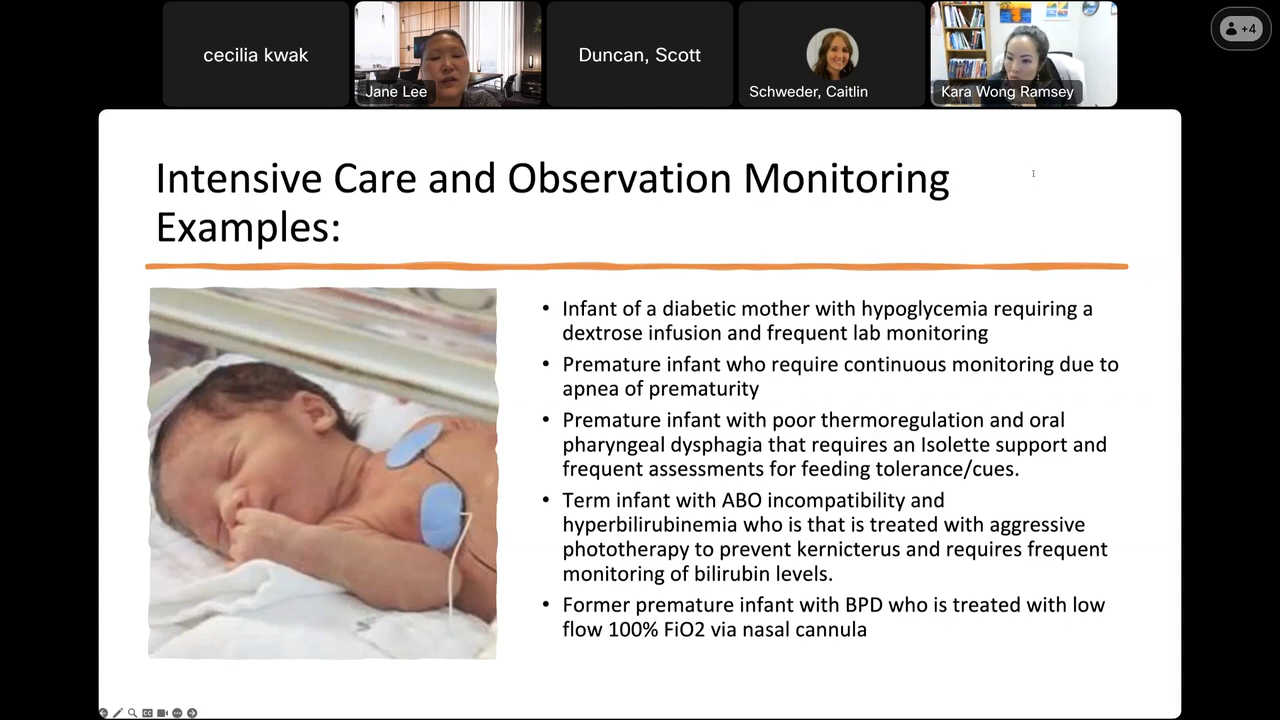 cecilia kwak
Jane Lee
Duncan, Scott
Schweder, Caitlin
Kara Wong Ramsey
+4
Intensive Care and Observation Monitoring
Examples:
• Infant of a diabetic mother with hypoglycemia requiring a
dextrose infusion and frequent lab monitoring
• Premature infant who require continuous monitoring due to
apnea of prematurity
• Premature infant with poor thermoregulation and oral
pharyngeal dysphagia that requires an Isolette support and
frequent assessments for feeding tolerance/cues.
• Term infant with ABO incompatibility and
hyperbilirubinemia who is that is treated with aggressive
phototherapy to prevent kernicterus and requires frequent
monitoring of bilirubin levels.
• Former premature infant with BPD who is treated with low
flow 100% FiO2 via nasal cannula